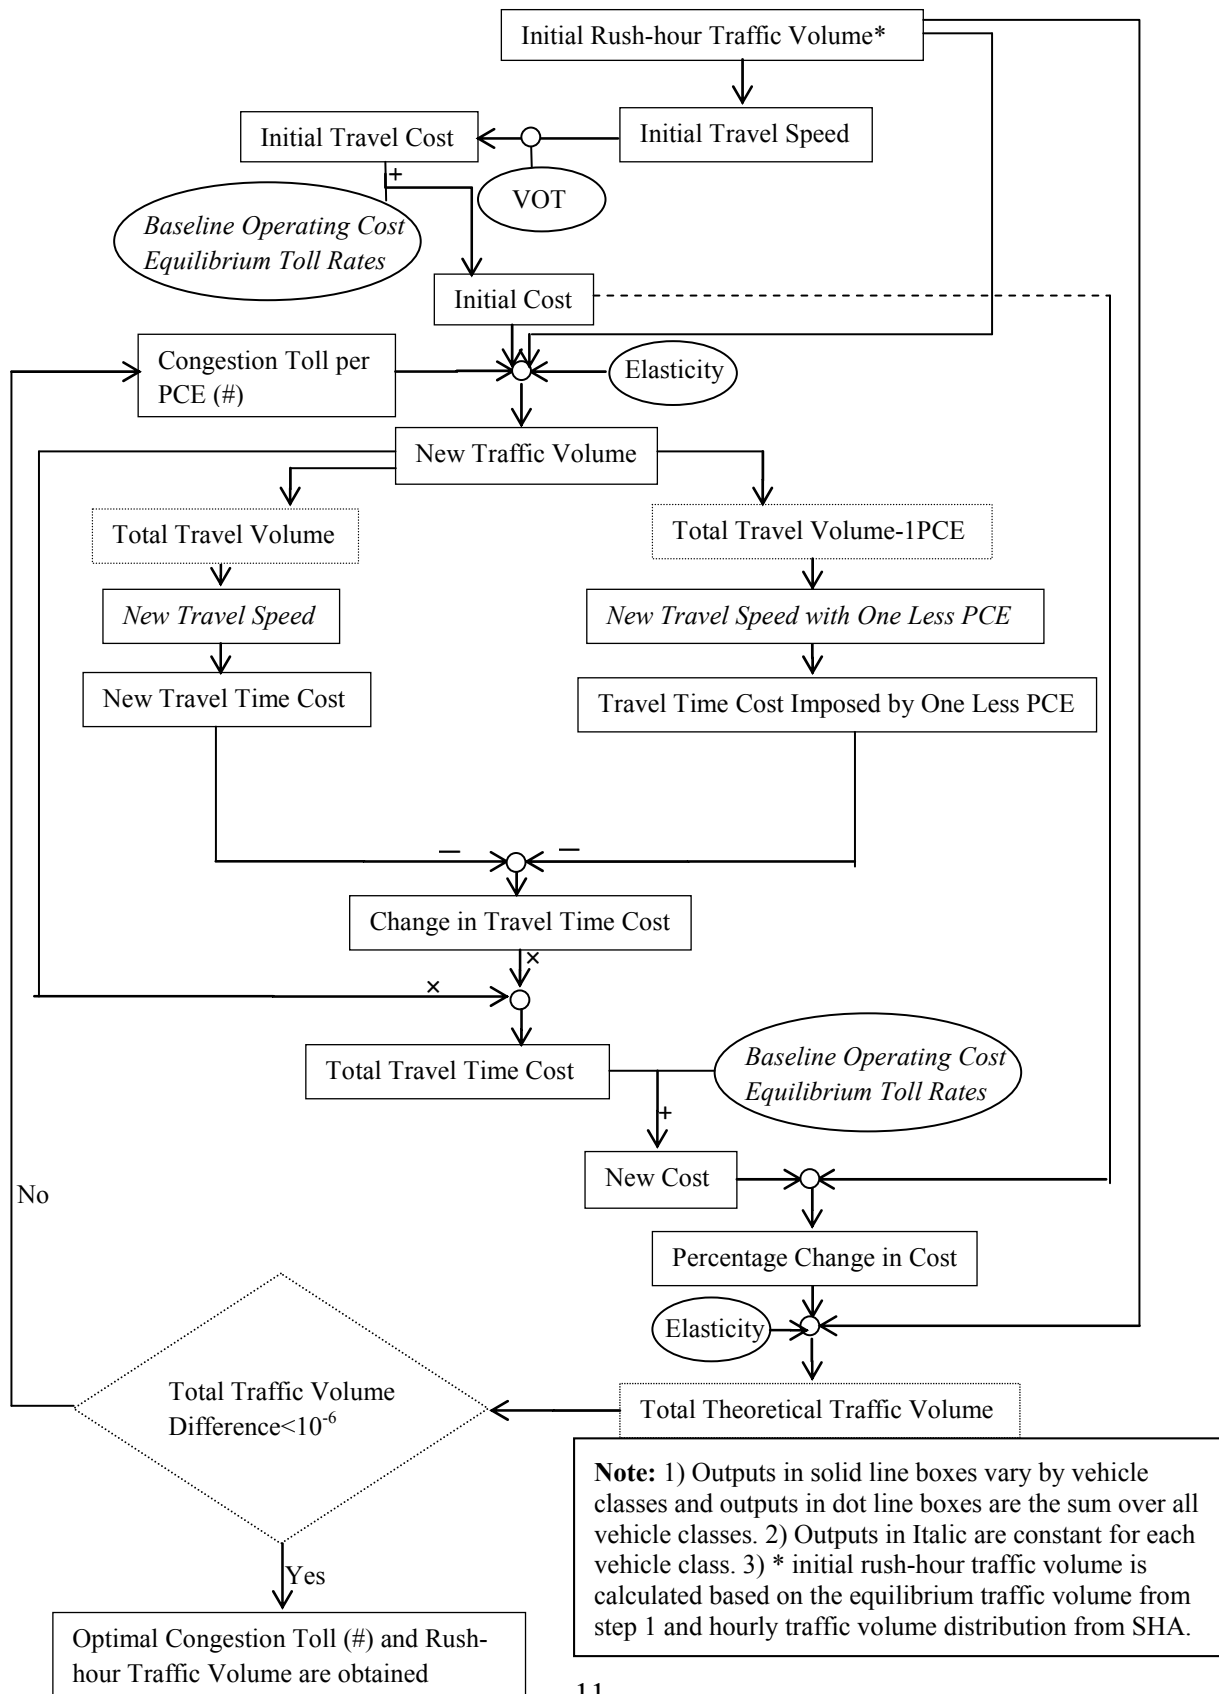 Initial Rush-hour Traffic Volume*
Initial Travel Cost
Initial Travel Speed
+
VOT
Baseline Operating Cost
Equilibrium Toll Rates
Initial Cost
Congestion Toll per
PCE (#)
Elasticity
New Traffic Volume
Total Travel Volume
Total Travel Volume-1PCE
New Travel Speed
New Travel Speed with One Less PCE
New Travel Time Cost
Travel Time Cost Imposed by One Less PCE
— —
Change in Travel Time Cost
×
×
Total Travel Time Cost
Baseline Operating Cost
Equilibrium Toll Rates
+
New Cost
No
Percentage Change in Cost
Elasticity
Total Traffic Volume
Difference<10-6
Total Theoretical Traffic Volume
Note: 1) Outputs in solid line boxes vary by vehicle
classes and outputs in dot line boxes are the sum over all
vehicle classes. 2) Outputs in Italic are constant for each
vehicle class. 3) * initial rush-hour traffic volume is
calculated based on the equilibrium traffic volume from
step 1 and hourly traffic volume distribution from SHA.
Yes
Optimal Congestion Toll (#) and Rush-
hour Traffic Volume are obtained
11